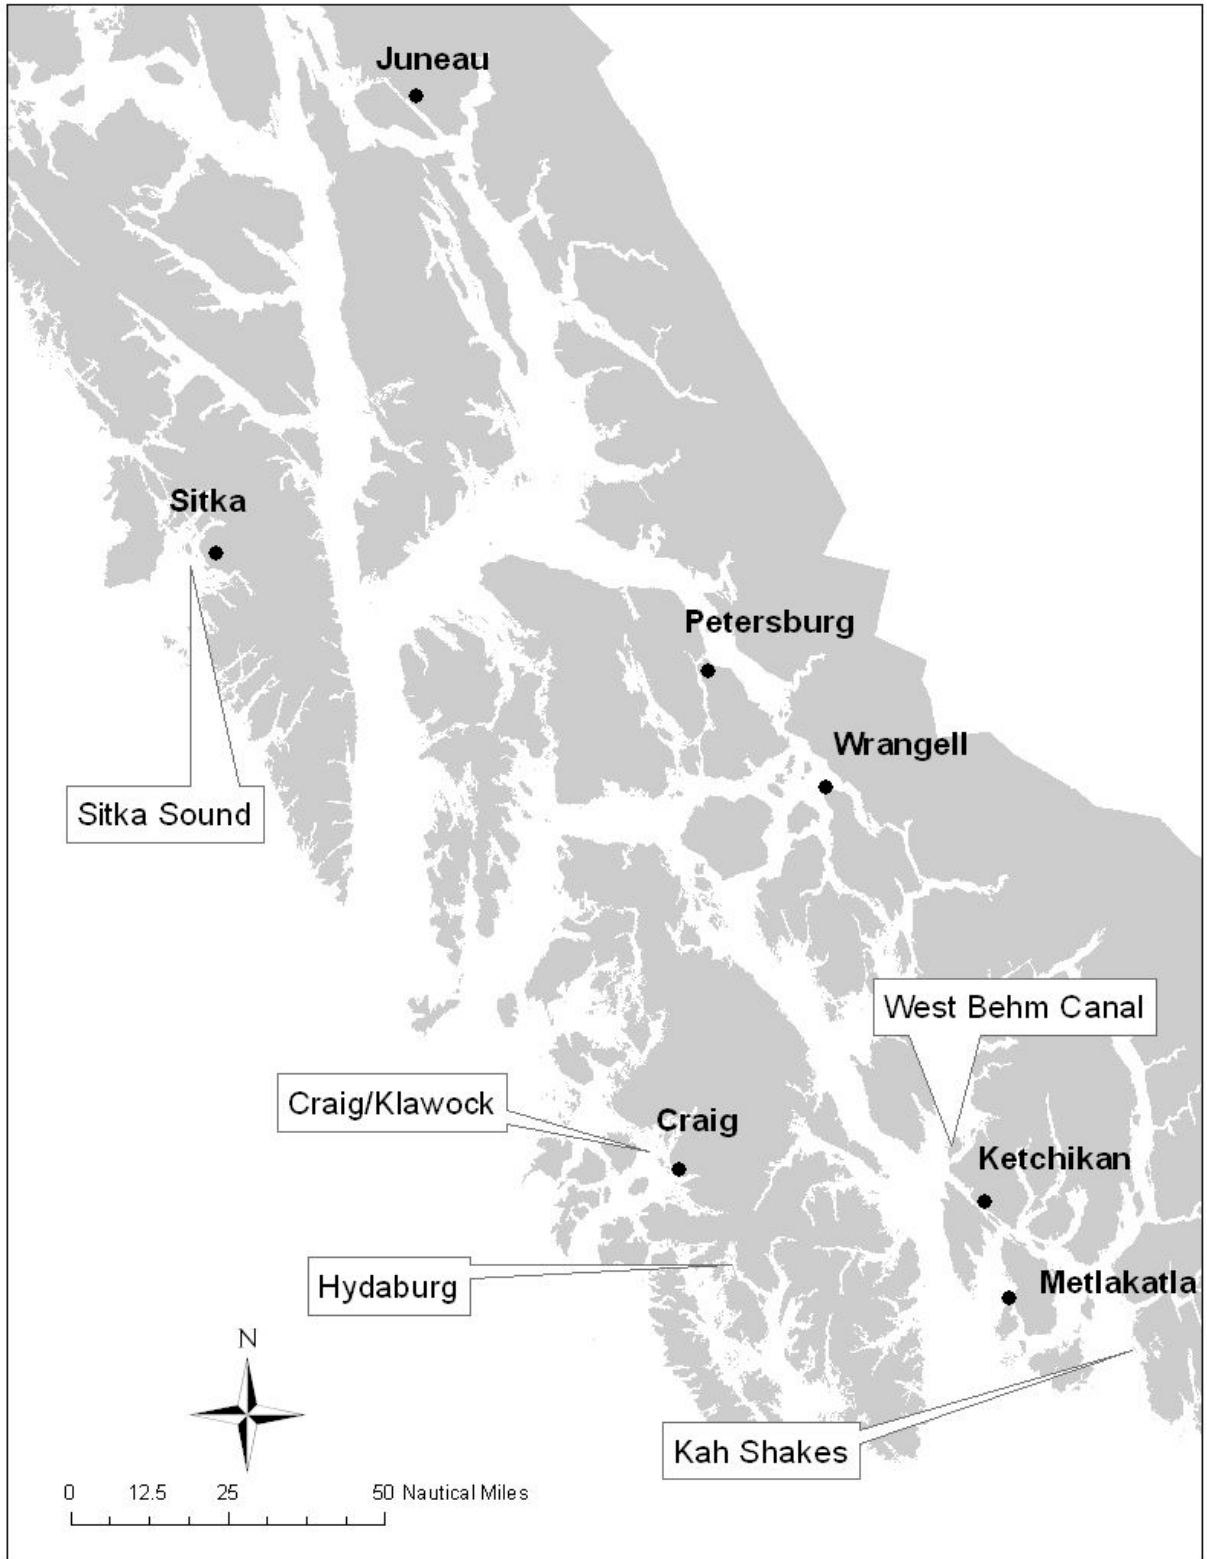 Juneau
Sitka
Petersburg
Wrangell
Sitka Sound
West Behm Canal
Craig/Klawock
Craig
Ketchikan
Hydaburg
Metlakatla
N
Kah Shakes
0 12.5 25 50 Nautical Miles